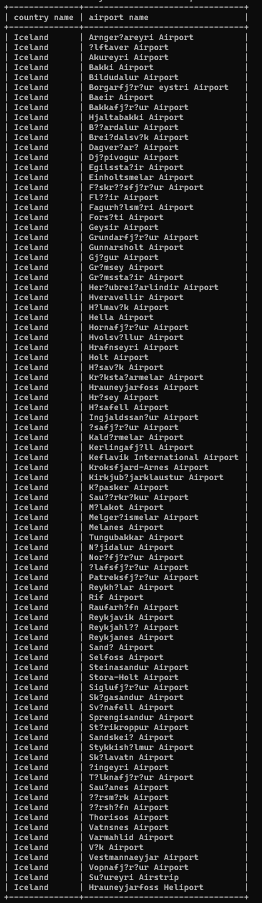 | country name | airport name |
| Iceland | Arnger?areyri Airport |
| Iceland | ?lftaver Airport |
| Iceland | Akureyri Airport |
| Iceland | Bakki Airport |
| Iceland | Bildudalur Airport |
| Iceland | Borgarfj?r?ur eystri Airport |
| Iceland | Baeir Airport |
| Iceland | Bakkafj?r?ur Airport |
| Iceland | Hjaltabakki Airport |
| Iceland | B??ardalur Airport |
| Iceland | Brei?dalsv?k Airport |
| Iceland | Dagver?ar? Airport |
| Iceland | Dj?pivogur Airport |
| Iceland | Egilssta?ir Airport |
| Iceland | Einholtsmelar Airport |
| Iceland | F?skr??sfj?r?ur Airport |
| Iceland | Fl??ir Airport |
| Iceland | Fagurh?lsm?ri Airport |
| Iceland | Fors?ti Airport |
| Iceland | Geysir Airport |
| Iceland | Grundarfj?r?ur Airport |
| Iceland | Gunnarsholt Airport |
| Iceland | Gj?gur Airport |
| Iceland | Gr?msey Airport |
| Iceland | Gr?mssta?ir Airport |
| Iceland | Her?ubrei?arlindir Airport |
| Iceland | Hveravellir Airport |
| Iceland | H?lmav?k Airport |
| Iceland | Hella Airport |
| Iceland | Hornafj?r?ur Airport |
| Iceland | Hvolsv?llur Airport |
| Iceland | Hrafnseyri Airport |
| Iceland | Holt Airport |
| Iceland | H?sav?k Airport |
| Iceland | Kr?ksta?armelar Airport |
| Iceland | Hrauneyjarfoss Airport |
| Iceland | Hr?sey Airport |
| Iceland | H?safell Airport |
| Iceland | Ingjaldssan?ur Airport |
| Iceland | ?safj?r?ur Airport |
| Iceland | Kald?rmelar Airport |
| Iceland | Kerlingafj?ll Airport |
| Iceland | Keflavik International Airport |
| Iceland | Kroksfjard-Arnes Airport |
| Iceland | Kirkjub?jarklaustur Airport |
| Iceland | K?pasker Airport |
| Iceland | Sau??rkr?kur Airport |
| Iceland | M?lakot Airport |
| Iceland | Melger?ismelar Airport |
| Iceland | Melanes Airport |
| Iceland | Tungubakkar Airport |
| Iceland | N?jidalur Airport |
| Iceland | Nor?fj?r?ur Airport |
| Iceland | ?lafsfj?r?ur Airport |
| Iceland | Patreksfj?r?ur Airport |
| Iceland | Reykh?lar Airport |
| Iceland | Rif Airport |
| Iceland | Raufarh?fn Airport |
| Iceland | Reykjavik Airport |
| Iceland | Reykjahl?? Airport |
| Iceland | Reykjanes Airport |
| Iceland | Sand? Airport |
| Iceland | Selfoss Airport |
| Iceland | Steinasandur Airport |
| Iceland | Stora-Holt Airport |
| Iceland | Siglufj?r?ur Airport |
| Iceland | Sk?gasandur Airport |
| Iceland | Sv?nafell Airport |
| Iceland | Sprengisandur Airport |
| Iceland | St?rikroppur Airport |
| Iceland | Sandskei? Airport |
| Iceland | Stykkish?lmur Airport |
| Iceland | Sk?lavatn Airport |
| Iceland | ?ingeyri Airport |
| Iceland | T?lknafj?r?ur Airport |
| Iceland | Sau?anes Airport |
| Iceland | ??rsm?rk Airport |
| Iceland | ??rsh?fn Airport |
| Iceland | Thorisos Airport |
| Iceland | Vatnsnes Airport |
| Iceland | Varmahlid Airport |
| Iceland | V?k Airport |
| Iceland | Vestmannaeyjar Airport |
| Iceland | Vopnafj?r?ur Airport |
| Iceland | Su?ureyri Airstrip |
| Iceland | Hrauneyjarfoss Heliport |